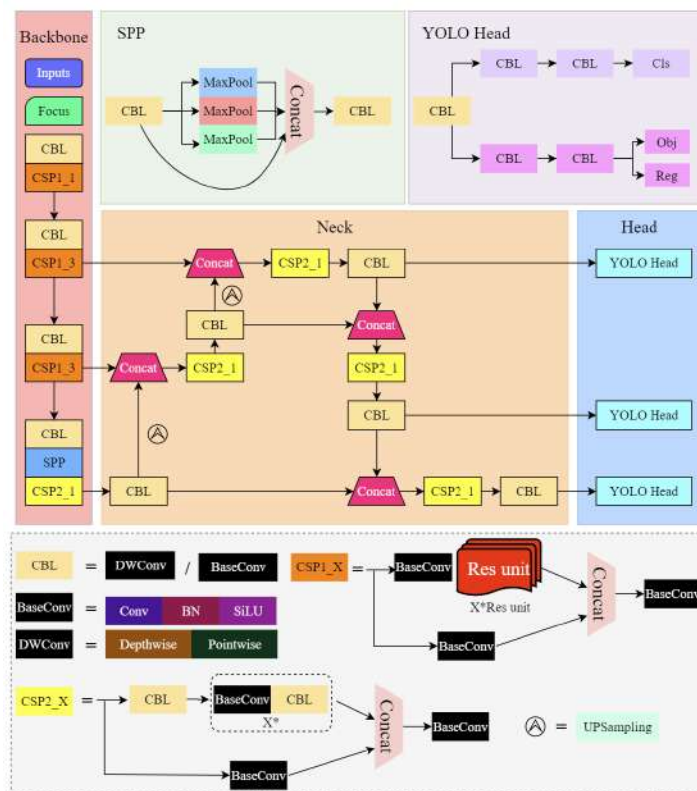 Backbone
Inputs
Focus
CBL
CSP1_1
CBL
CSP1_3
CBL
CSP1_3
CBL
SPP
CSP2_1
SPP
CBL
MaxPool
MaxPool
MaxPool
Concat
CBL
YOLO Head
CBL
CBL
CBL
Cls
CBL
CBL
Obj
Reg
Neck
Concat
CSP2_1
CBL
CBL
Concat
Concat
CSP2_1
CSP2_1
CBL
CBL
Concat
CSP2_1
CBL
Head
YOLO Head
YOLO Head
YOLO Head
CBL = DWConv / BaseConv
BaseConv = Conv BN SiLU
DWConv = Depthwise Pointwise
CSP1_X = BaseConv Res unit
X*Res unit
BaseConv
Concat
BaseConv
CSP2_X = CBL BaseConv CBL
X*
BaseConv
Concat
BaseConv
A = UPSampling